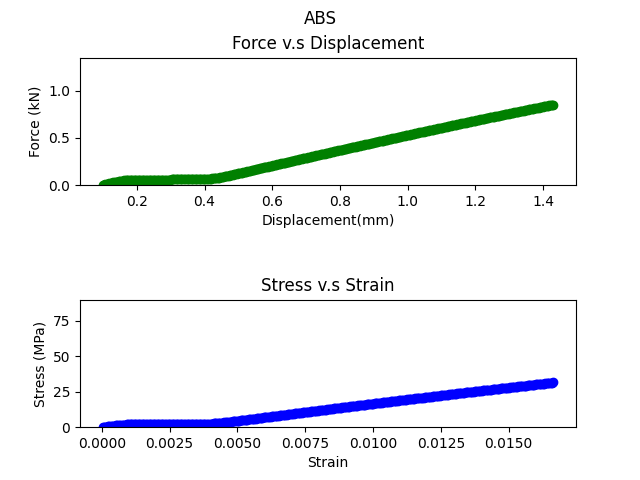 ABS
Force v.s Displacement
Force (kN)
1.0
0.5
0.0
0.2 0.4 0.6 0.8 1.0 1.2 1.4
Displacement(mm)
Stress v.s Strain
Stress (MPa)
75
50
25
0
0.0000 0.0025 0.0050 0.0075 0.0100 0.0125 0.0150
Strain